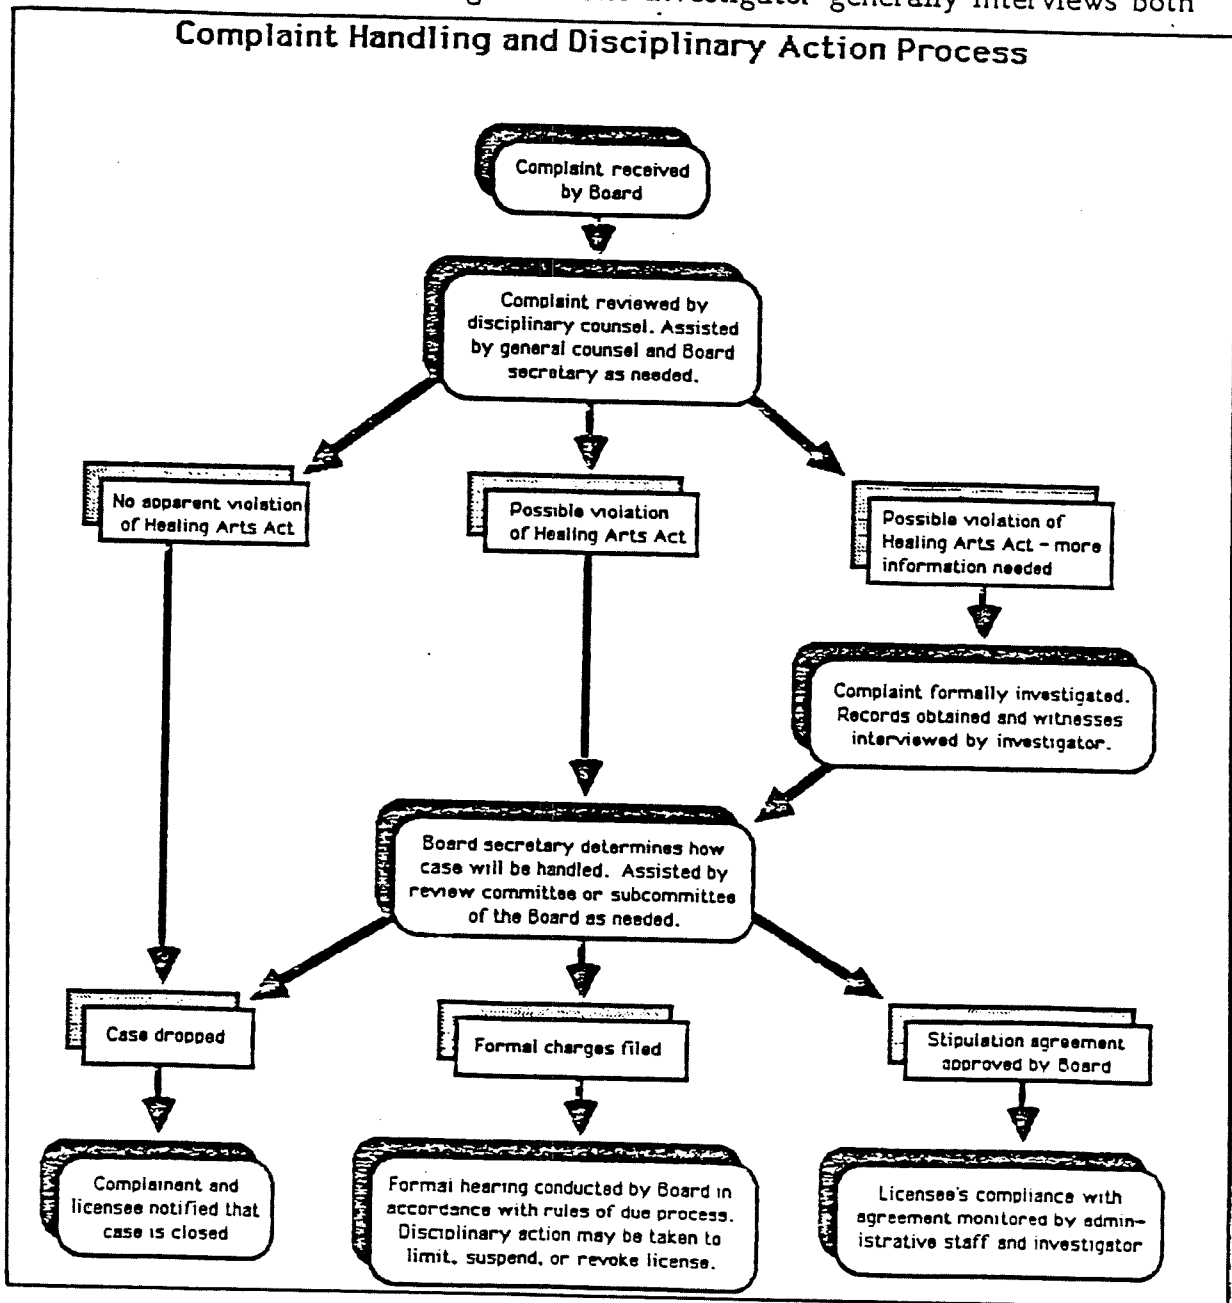 investigator generally interviews both
Complaint Handling and Disciplinary Action Process
Complaint received
by Board
Complaint reviewed by
disciplinary counsel. Assisted
by general counsel and Board
secretary as needed.
No apparent violation
of Healing Arts Act
Possible violation
of Healing Arts Act
Possible violation of
Healing Arts Act - more
information needed
Complaint formally investigated.
Records obtained and witnesses
interviewed by investigator.
Board secretary determines how
case will be handled. Assisted by
review committee or subcommittee
of the Board as needed.
Case dropped
Formal charges filed
Stipulation agreement
approved by Board
Complainant and
licensee notified that
case is closed
Formal hearing conducted by Board in
accordance with rules of due process.
Disciplinary action may be taken to
limit, suspend, or revoke license.
Licensee's compliance with
agreement monitored by admin-
istrative staff and investigator